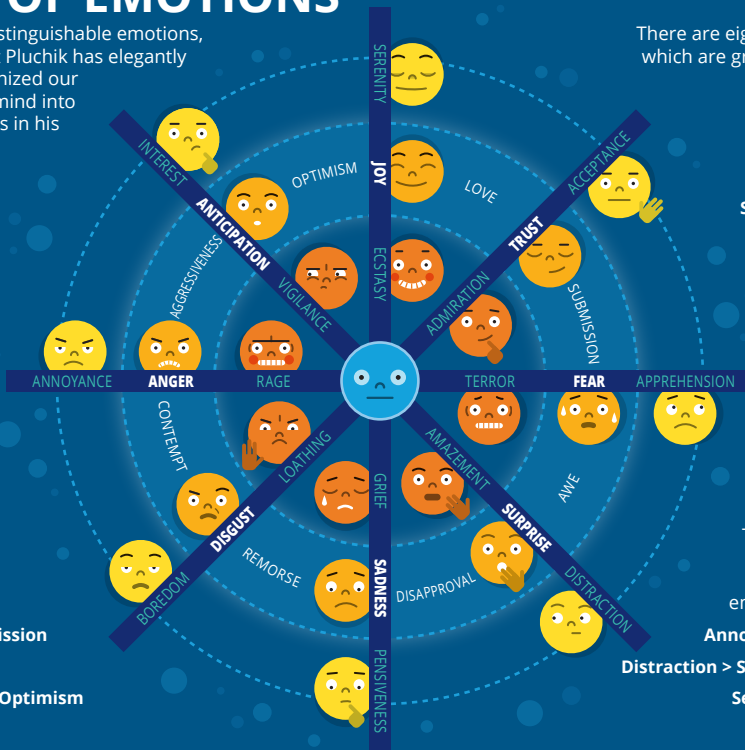 OF EMOTIONS
stinguishable emotions,
Pluchik has elegantly
nized our
mind into
s in his
There are eig
which are gr
SERENITY
JOY
ECSTASY
INTEREST
ANTICIPATION
VIGILANCE
OPTIMISM
LOVE
ACCEPTANCE
TRUST
ADMIRATION
AGGRESSIVENESS
SUBMISSION
ANNOYANCE
ANGER
RAGE
TERROR
FEAR
APPREHENSION
CONTEMPT
LOATHING
DISGUST
BOREDOM
GRIEF
SADNESS
PENSIVENESS
AMAZEMENT
SURPRISE
DISTRACTION
AWE
REMORSE
DISAPPROVAL
S
en
ission
Anno
Distraction > S
Optimism
Se